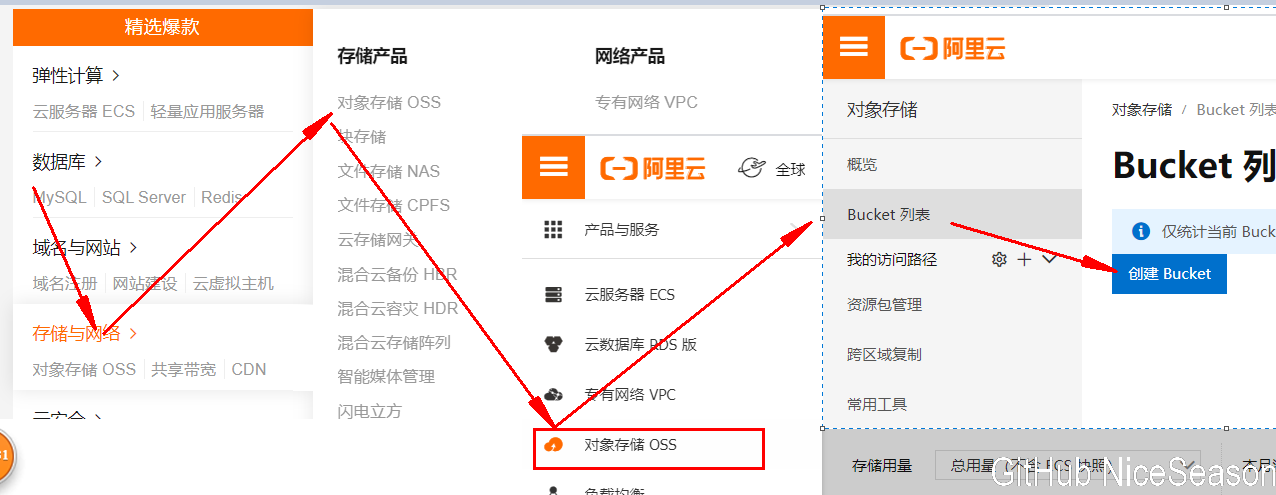 精选爆款
弹性计算
云服务器 ECS 轻量应用服务器
数据库
MySQL SQL Server Redis
域名与网站
域名注册 网站建设 云虚拟主机
存储与网络
对象存储 OSS 共享带宽 CDN
云安全
存储产品
对象存储 OSS
块存储
文件存储 NAS
文件存储 CPFS
云存储网关
混合云备份 HBR
混合云容灾 HDR
混合云存储阵列
智能媒体管理
闪电立方
网络产品
专有网络 VPC
阿里云 全球
产品与服务
云服务器 ECS
云数据库 RDS 版
专有网络 VPC
对象存储 OSS
负载均衡
阿里云
对象存储
概览
Bucket 列表
我的访问路径
资源包管理
跨区域复制
常用工具
对象存储 / Bucket 列表
Bucket 列
仅统计当前 Buck
创建 Bucket
存储用量 总用量（不含 ECS 快照） 本月
GitHub NiceSeason